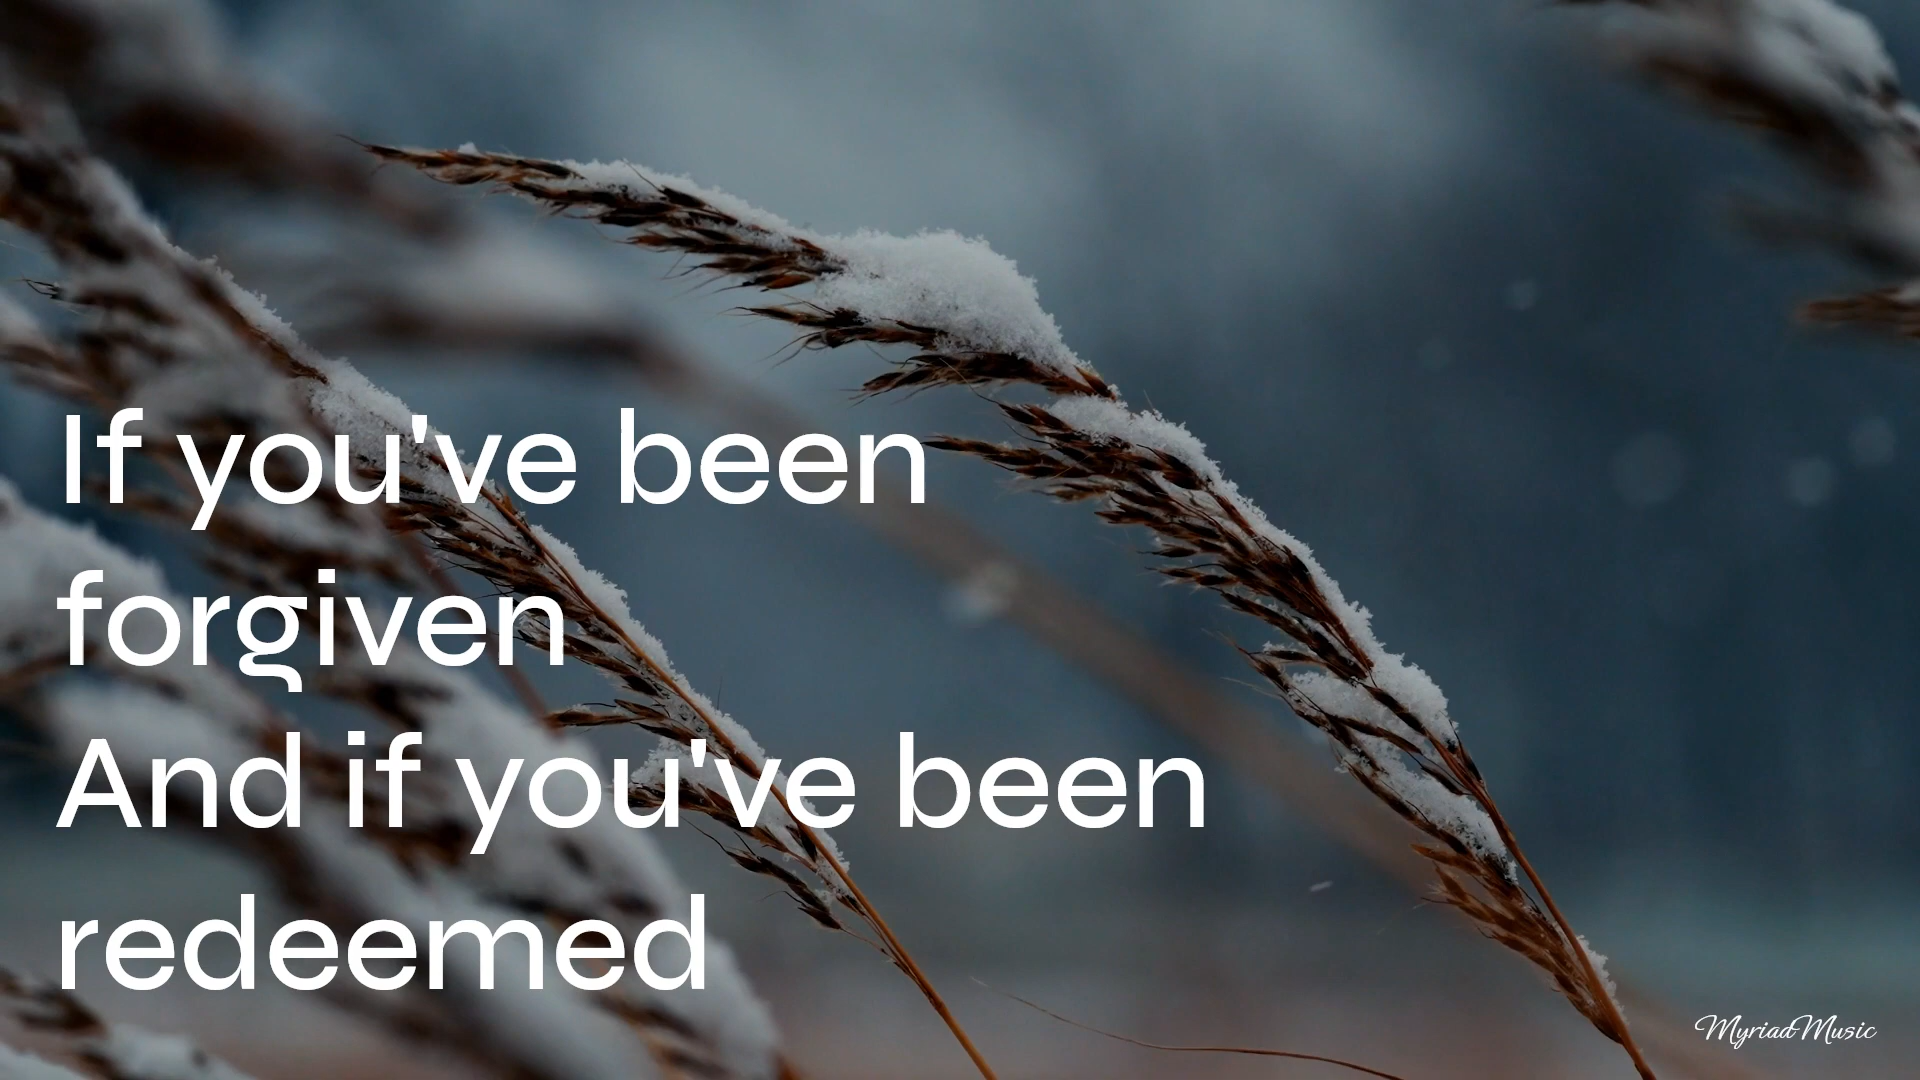 If you've been
forgiven
And if you've been
redeemed
MyriadMusic